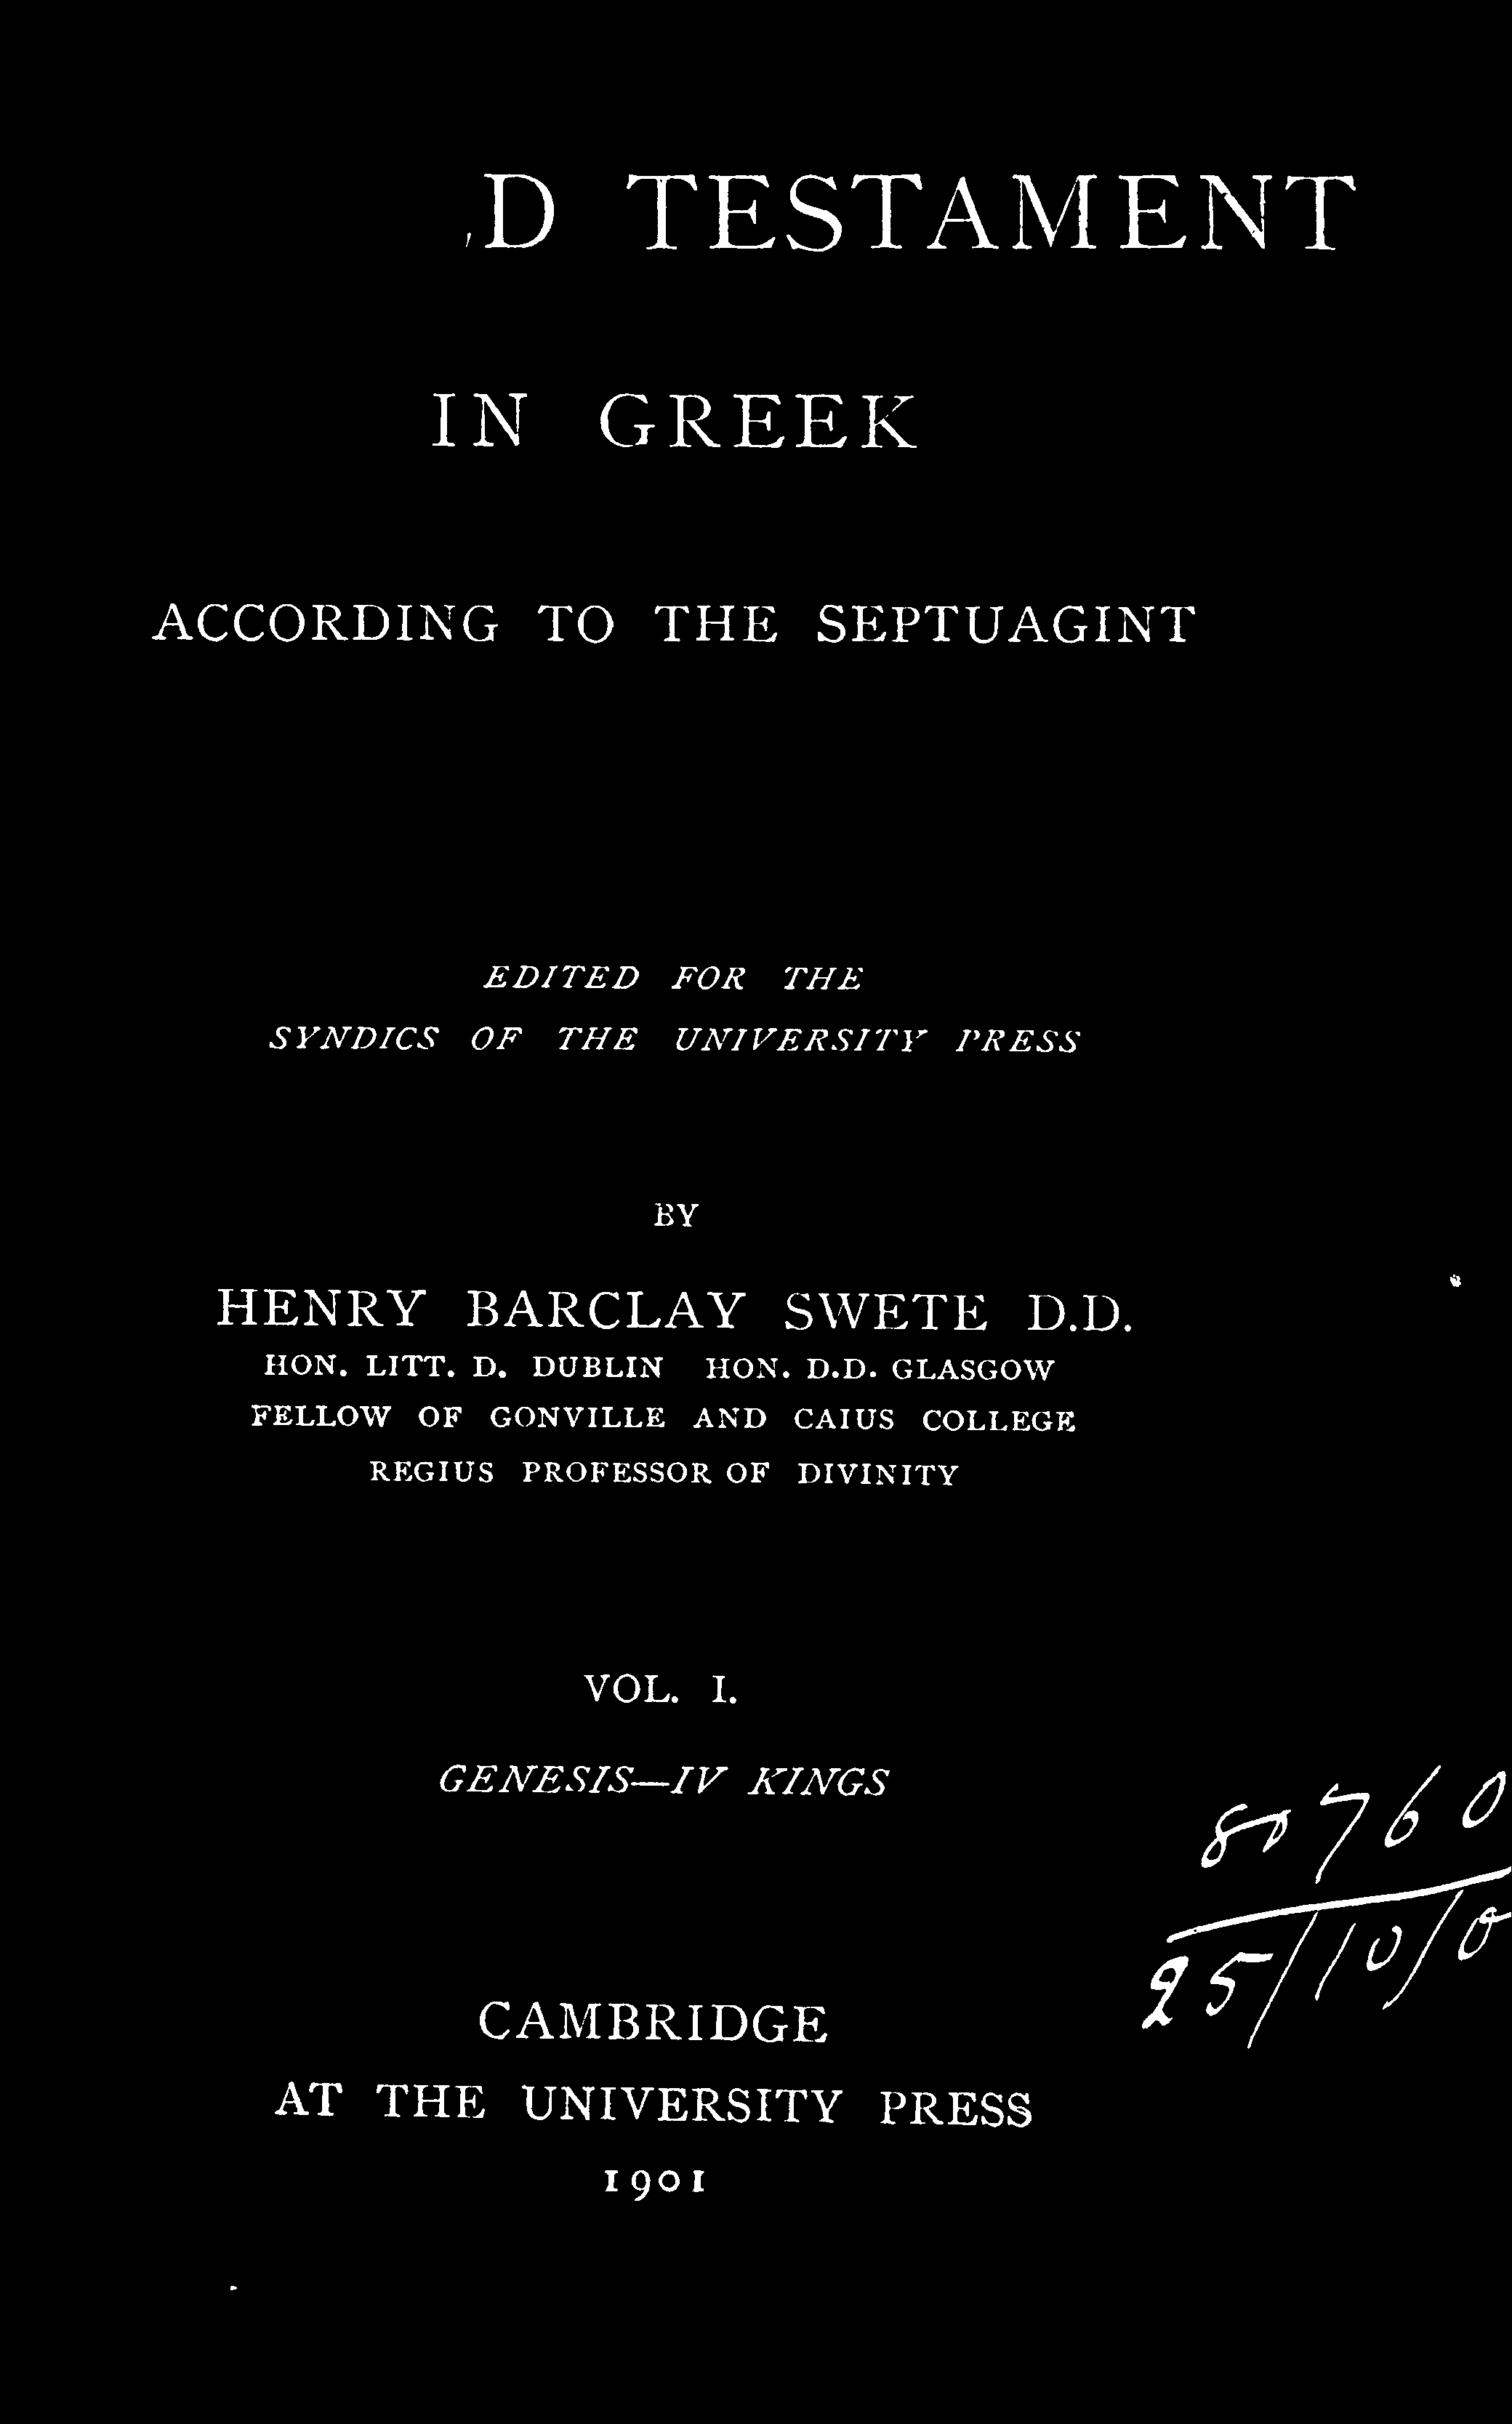 D TESTAMENT
IN GREEK
ACCORDING TO THE SEPTUAGINT
EDITED FOR THE
SYNDICS OF THE UNIVERSITY PRESS
BY
HENRY BARCLAY SWETE D.D.
HON. LITT. D. DUBLIN HON. D.D. GLASGOW
FELLOW OF GONVILLE AND CAIUS COLLEGE
REGIUS PROFESSOR OF DIVINITY
VOL. I.
GENESIS—IV KINGS
80760
25/10/0
CAMBRIDGE
AT THE UNIVERSITY PRESS
1901